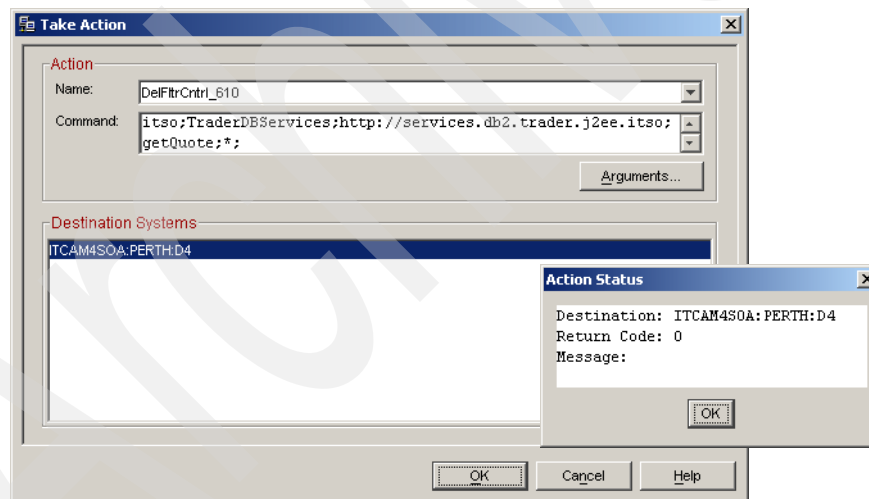 Take Action
Action
Name:
DelFltrCntrl_610
Command:
itso;TraderDBServices;http://services.db2.trader.j2ee.itso;
getQuote;*;
Arguments...
Destination Systems
ITCAM4SOA:PERTH:D4
Action Status
Destination: ITCAM4SOA:PERTH:D4
Return Code: 0
Message:
OK
OK
Cancel
Help